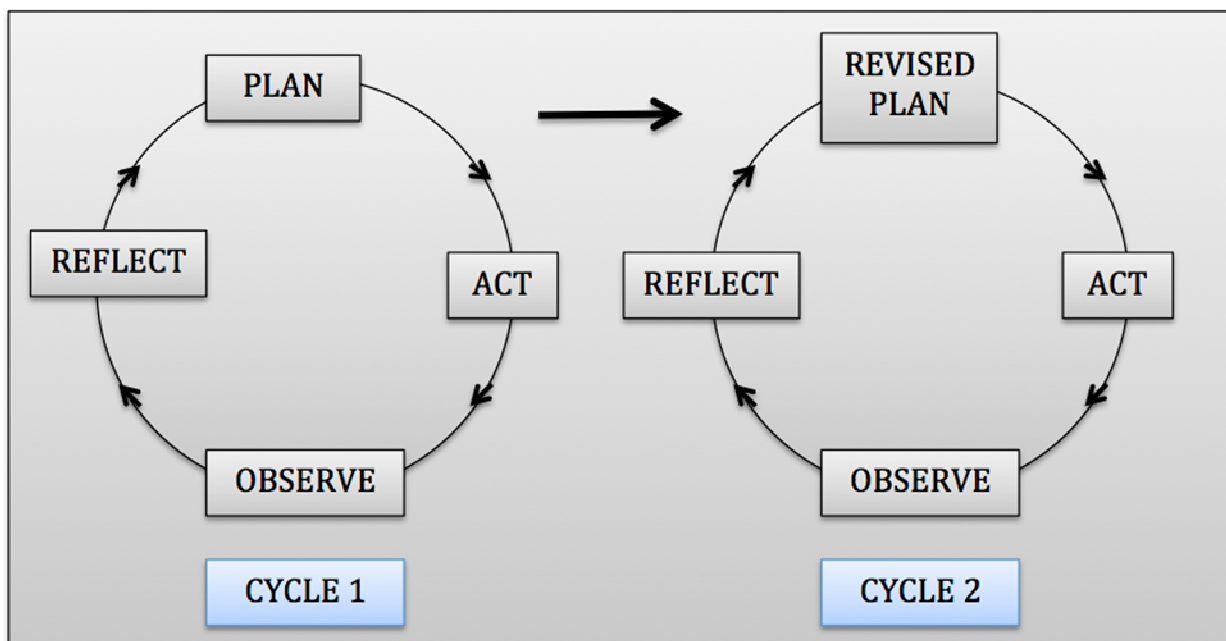 PLAN
ACT
OBSERVE
REFLECT
CYCLE 1
REVISED
PLAN
ACT
OBSERVE
REFLECT
CYCLE 2